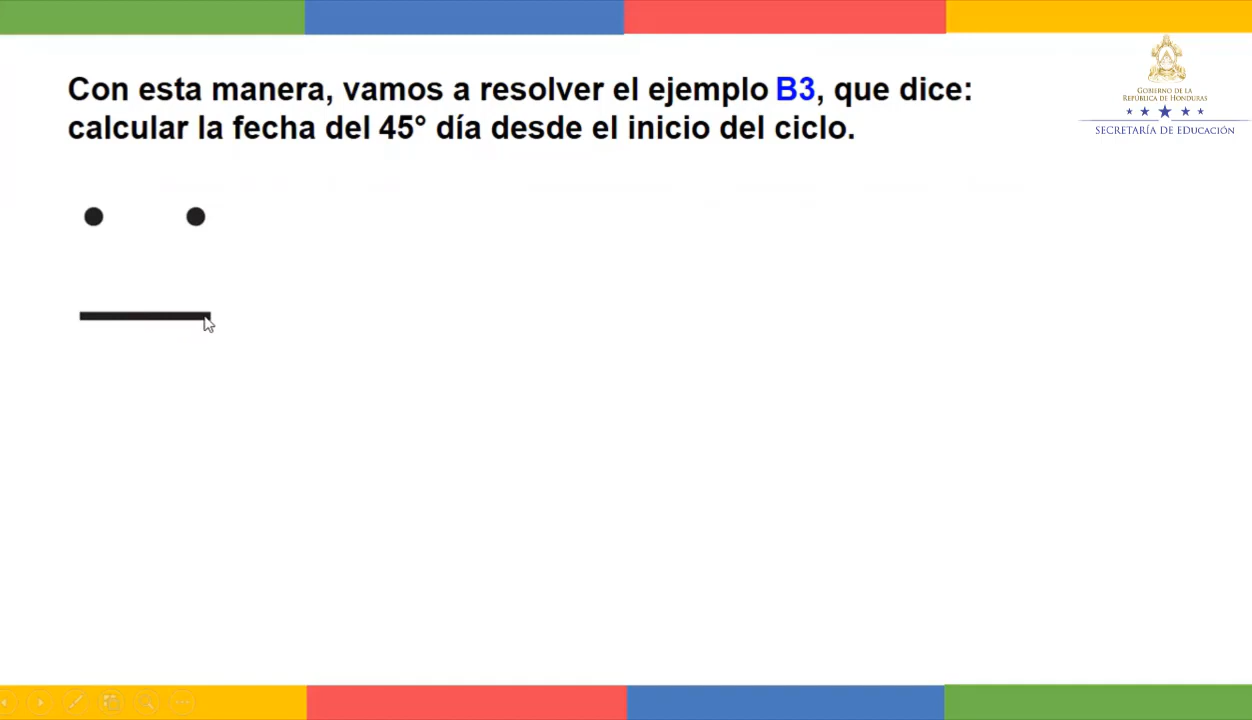 Con esta manera, vamos a resolver el ejemplo B3, que dice:
calcular la fecha del 45° día desde el inicio del ciclo.
GOBIERNO DE LA
REPÚBLICA DE HONDURAS
SECRETARÍA DE EDUCACIÓN